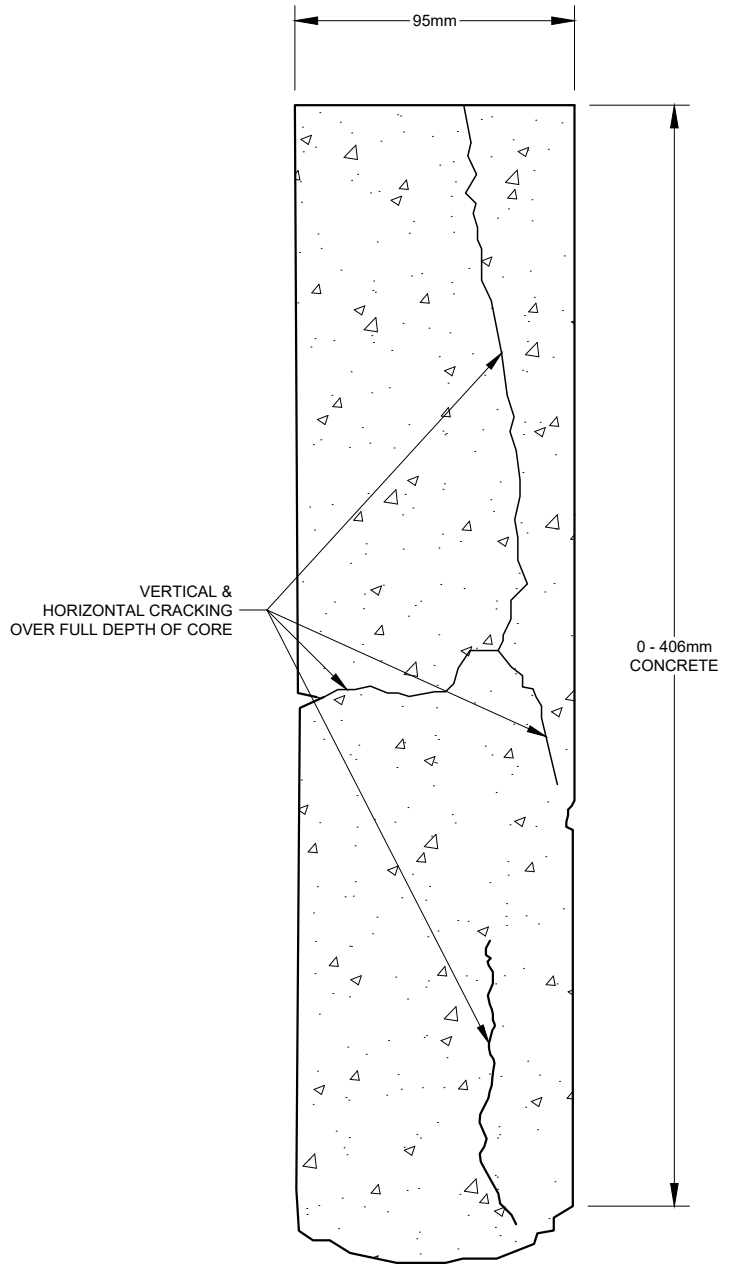 95mm
VERTICAL &
HORIZONTAL CRACKING
OVER FULL DEPTH OF CORE
0 - 406mm
CONCRETE